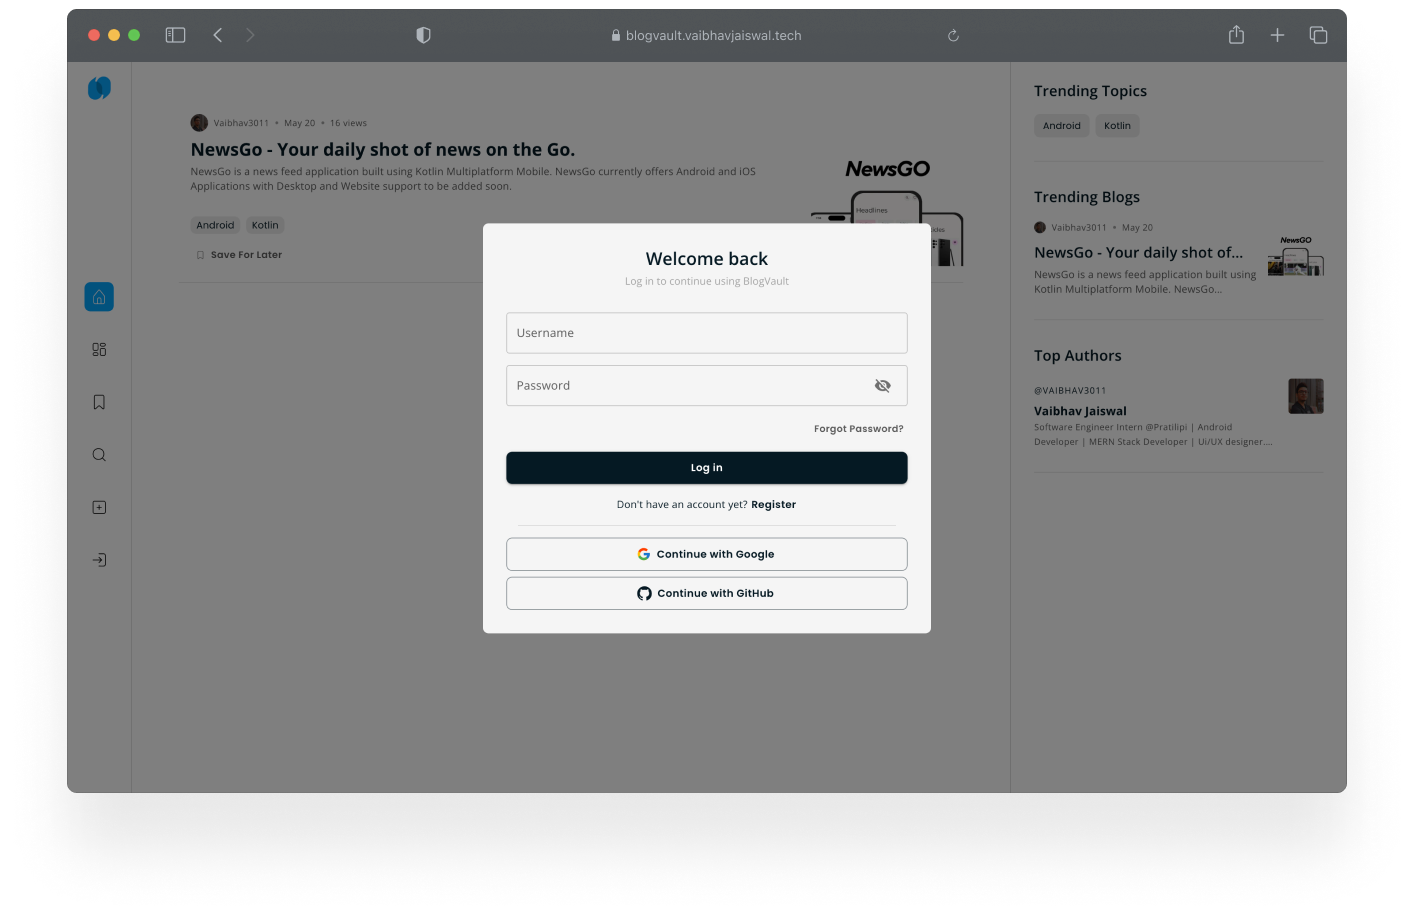 blogvault.vaibhavjaiswal.tech
Vaibhav3011 • May 20 • 16 views
NewsGo - Your daily shot of news on the Go.
NewsGo is a news feed application built using Kotlin Multiplatform Mobile. NewsGo currently offers Android and iOS
Applications with Desktop and Website support to be added soon.
Android Kotlin
Save For Later
NewsGO
Headlines
Welcome back
Log in to continue using BlogVault
Username
Password
Forgot Password?
Log in
Don't have an account yet? Register
Continue with Google
Continue with GitHub
Trending Topics
Android Kotlin
Trending Blogs
Vaibhav3011 • May 20
NewsGo - Your daily shot of...
NewsGo is a news feed application built using
Kotlin Multiplatform Mobile. NewsGo...
NewsGO
Top Authors
@VAIBHAV3011
Vaibhav Jaiswal
Software Engineer Intern @Pratilipi | Android
Developer | MERN Stack Developer | Ui/UX designer....